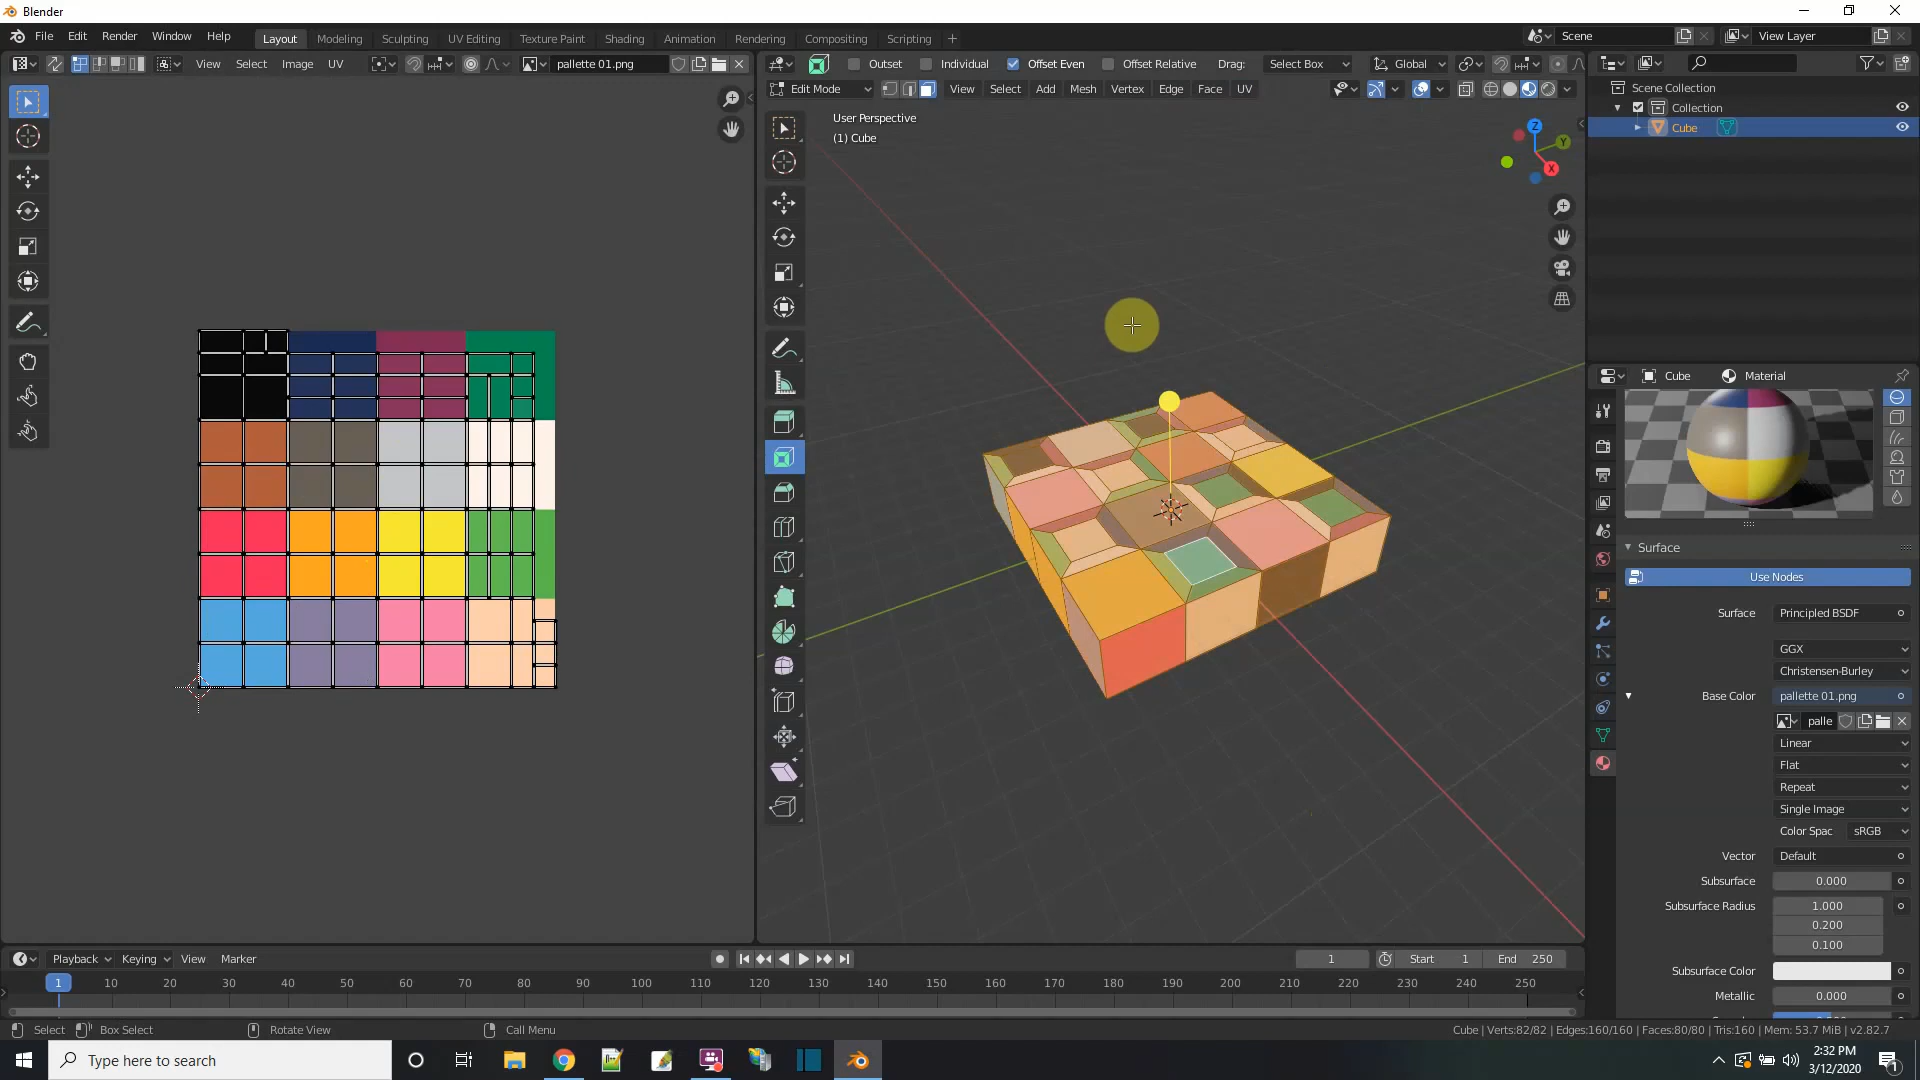 Blender
File Edit Render Window Help
Layout Modeling Sculpting UV Editing Texture Paint Shading Animation Rendering Compositing Scripting +
Scene
View Layer
View Select Image UV
pallette 01.png
Outset Individual Offset Even Offset Relative Drag: Select Box Global
Edit Mode View Select Add Mesh Vertex Edge Face UV
User Perspective
(1) Cube
Z
Y
X
Scene Collection
Collection
Cube
Cube Material
Surface
Use Nodes
Surface Principled BSDF
GGX
Christensen-Burley
Base Color pallette 01.png
palle
Linear
Flat
Repeat
Single Image
Color Spac sRGB
Vector Default
Subsurface 0.000
Subsurface Radius 1.000
0.200
0.100
Subsurface Color
Metallic 0.000
Playback Keying View Marker
1 Start 1 End 250
1 10 20 30 40 50 60 70 80 90 100 110 120 130 140 150 160 170 180 190 200 210 220 230 240 250
Select Box Select Rotate View Call Menu
Cube | Verts:82/82 | Edges:160/160 | Faces:80/80 | Tris:160 | Mem: 53.7 MiB | v2.82.7
Type here to search
2:32 PM
3/12/2020
1